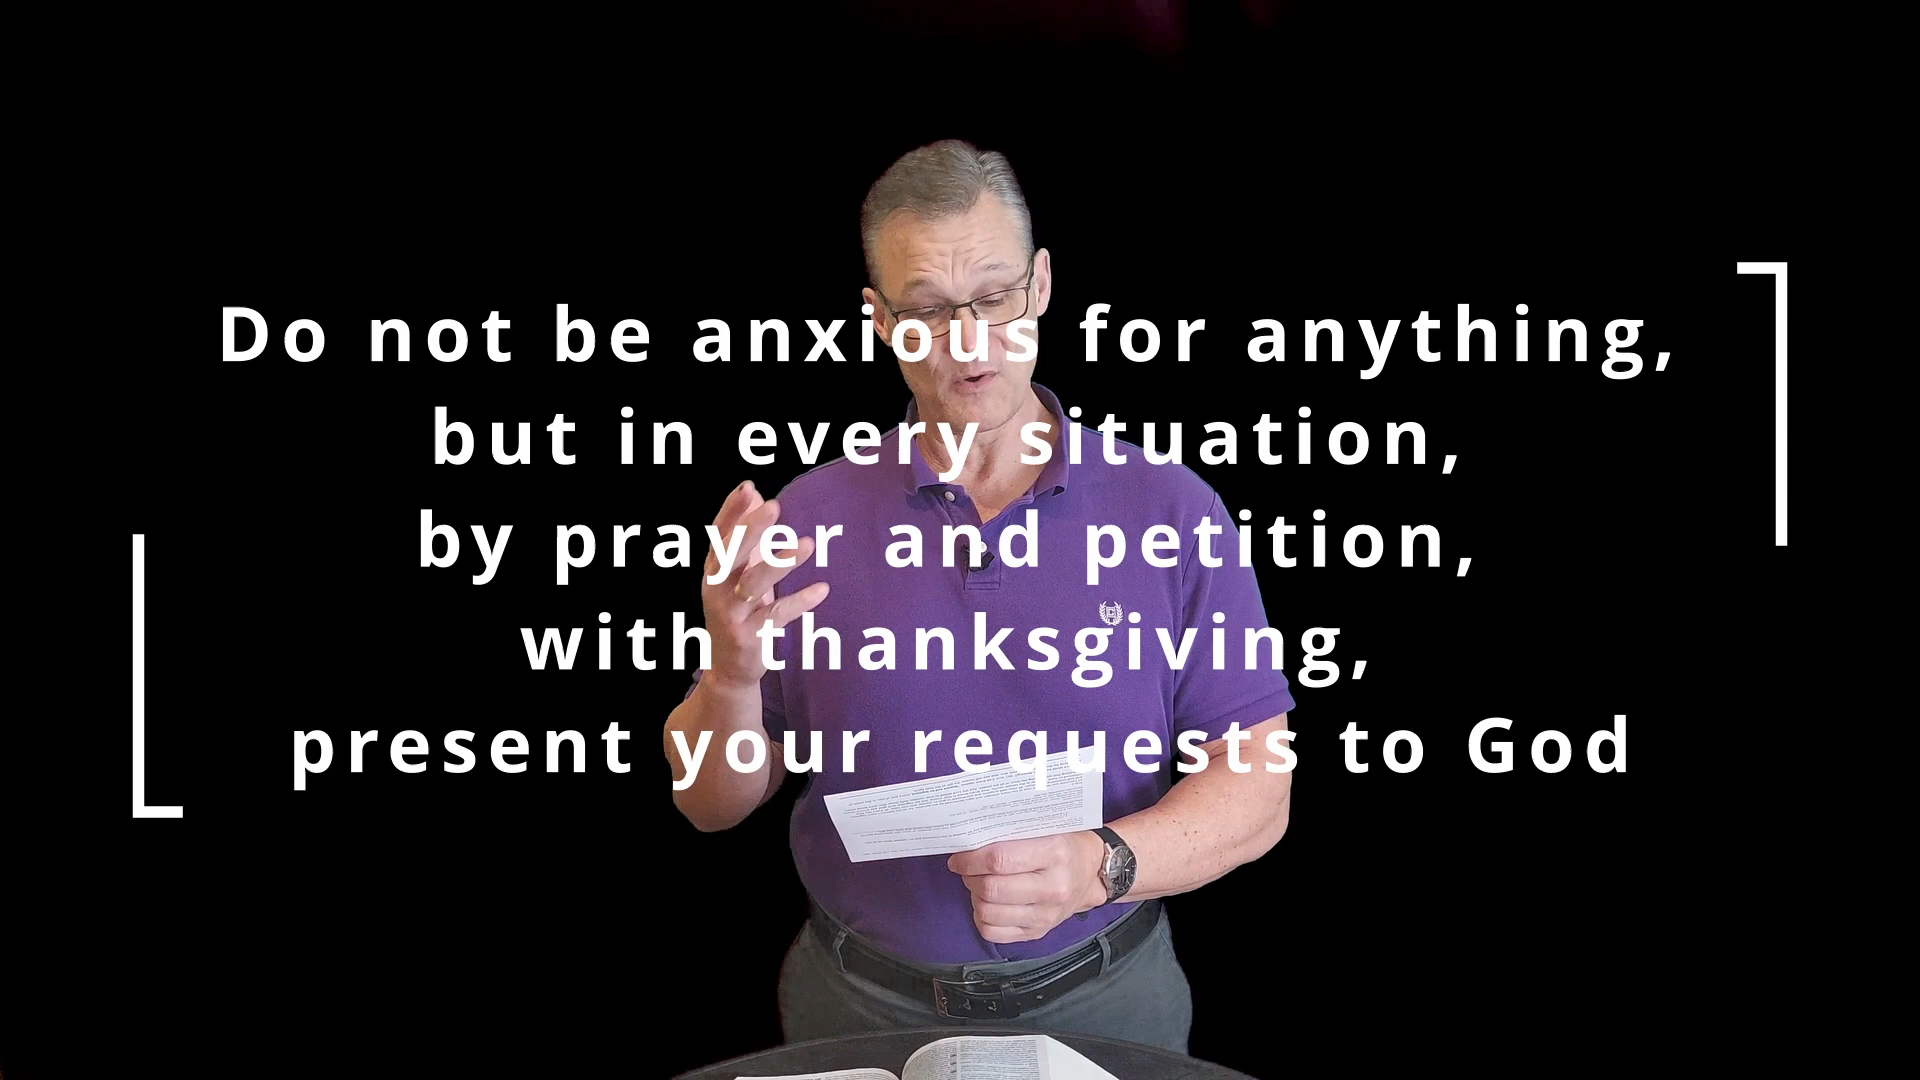 Do not be anxious for anything,
but in every situation,
by prayer and petition,
with thanksgiving,
present your requests to God